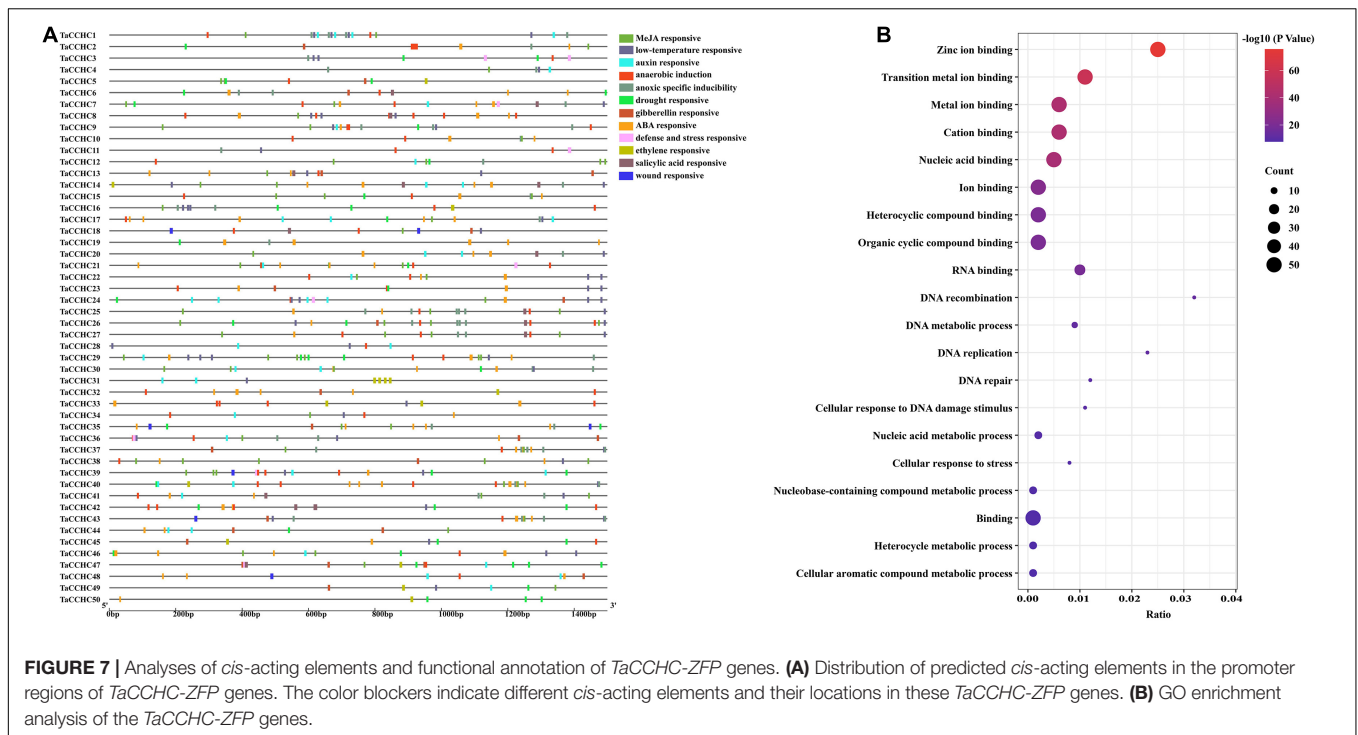 A
TaCCHC1
TaCCHC2
TaCCHC3
TaCCHC4
TaCCHC5
TaCCHC6
TaCCHC7
TaCCHC8
TaCCHC9
TaCCHC10
TaCCHC11
TaCCHC12
TaCCHC13
TaCCHC14
TaCCHC15
TaCCHC16
TaCCHC17
TaCCHC18
TaCCHC19
TaCCHC20
TaCCHC21
TaCCHC22
TaCCHC23
TaCCHC24
TaCCHC25
TaCCHC26
TaCCHC27
TaCCHC28
TaCCHC29
TaCCHC30
TaCCHC31
TaCCHC32
TaCCHC33
TaCCHC34
TaCCHC35
TaCCHC36
TaCCHC37
TaCCHC38
TaCCHC39
TaCCHC40
TaCCHC41
TaCCHC42
TaCCHC43
TaCCHC44
TaCCHC45
TaCCHC46
TaCCHC47
TaCCHC48
TaCCHC49
TaCCHC50
5' 3'
0bp 200bp 400bp 600bp 800bp 1000bp 1200bp 1400bp
MeJA responsive
low-temperature responsive
auxin responsive
anaerobic induction
anoxic specific inducibility
drought responsive
gibberellin responsive
ABA responsive
defense and stress responsive
ethylene responsive
salicylic acid responsive
wound responsive
B
Zinc ion binding
Transition metal ion binding
Metal ion binding
Cation binding
Nucleic acid binding
Ion binding
Heterocyclic compound binding
Organic cyclic compound binding
RNA binding
DNA recombination
DNA metabolic process
DNA replication
DNA repair
Cellular response to DNA damage stimulus
Nucleic acid metabolic process
Cellular response to stress
Nucleobase-containing compound metabolic process
Binding
Heterocycle metabolic process
Cellular aromatic compound metabolic process
0.00 0.01 0.02 0.03 0.04
Ratio
-log10 (P Value)
60
40
20
Count
10
20
30
40
50
FIGURE 7 | Analyses of cis-acting elements and functional annotation of TaCCHC-ZFP genes. (A) Distribution of predicted cis-acting elements in the promoter
regions of TaCCHC-ZFP genes. The color blockers indicate different cis-acting elements and their locations in these TaCCHC-ZFP genes. (B) GO enrichment
analysis of the TaCCHC-ZFP genes.